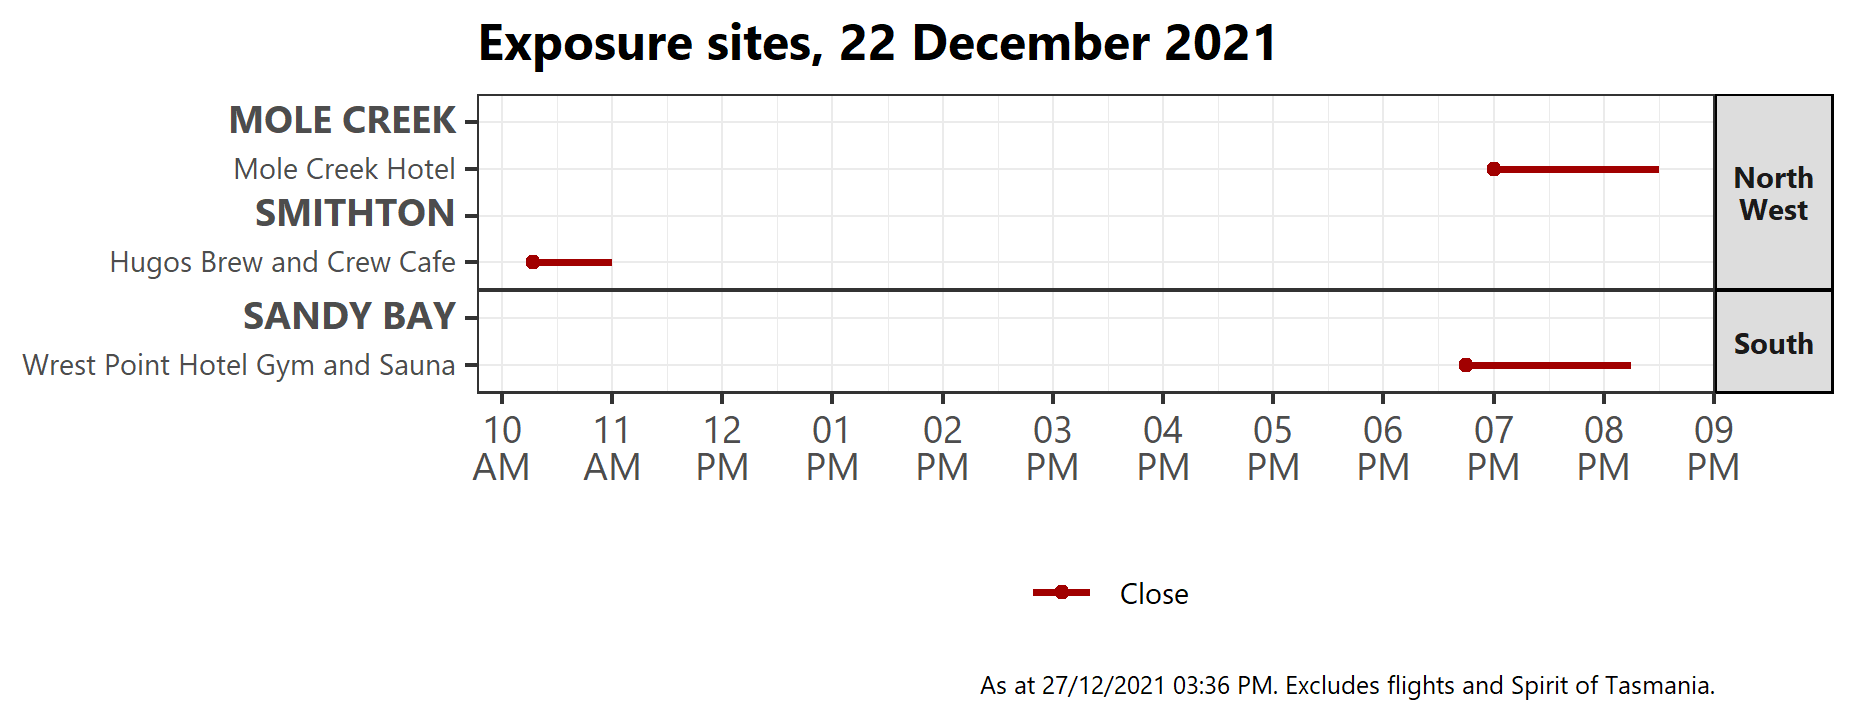 Exposure sites, 22 December 2021
MOLE CREEK
Mole Creek Hotel
SMITHTON
Hugos Brew and Crew Cafe
North
West
SANDY BAY
Wrest Point Hotel Gym and Sauna
South
10 11 12 01 02 03 04 05 06 07 08 09
AM AM PM PM PM PM PM PM PM PM PM PM
Close
As at 27/12/2021 03:36 PM. Excludes flights and Spirit of Tasmania.